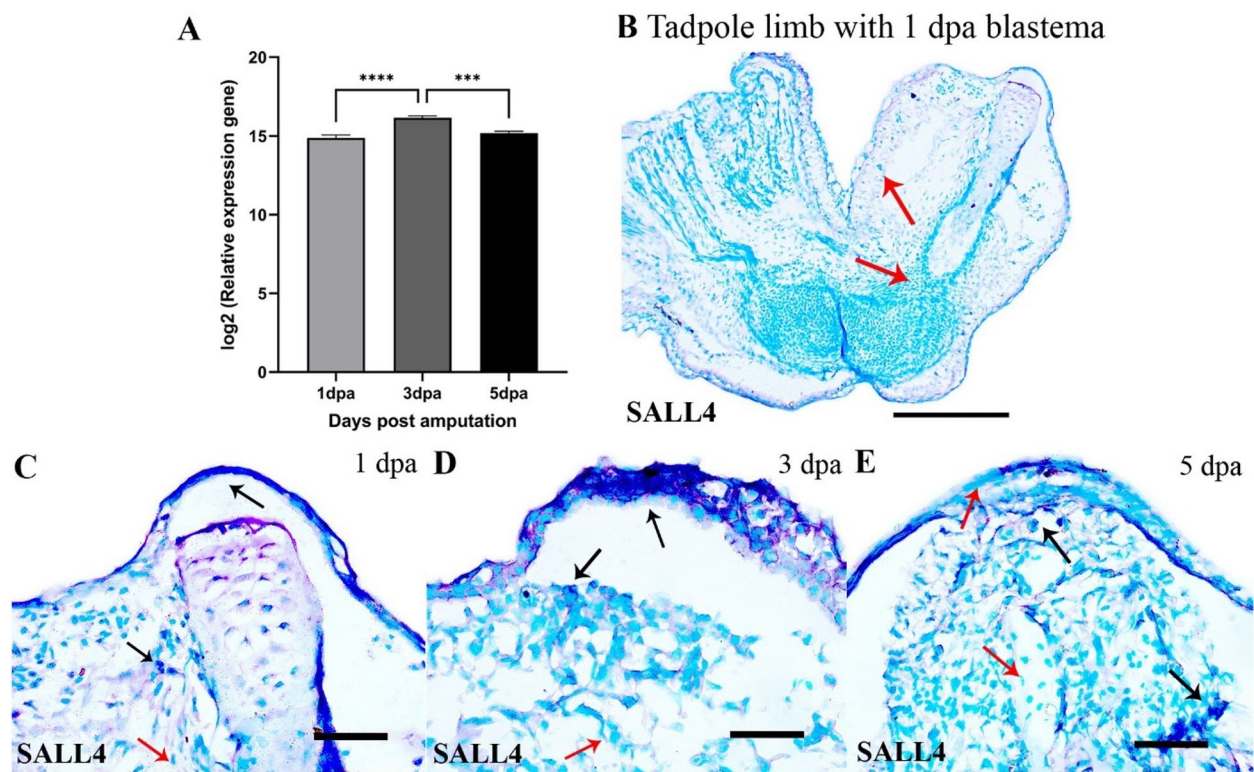 A
20
15
10
5
0
**** ***
log2 (Relative expression gene)
1dpa 3dpa 5dpa
Days post amputation
B Tadpole limb with 1 dpa blastema
SALL4
C 1 dpa
SALL4
D 3 dpa
SALL4
E 5 dpa
SALL4